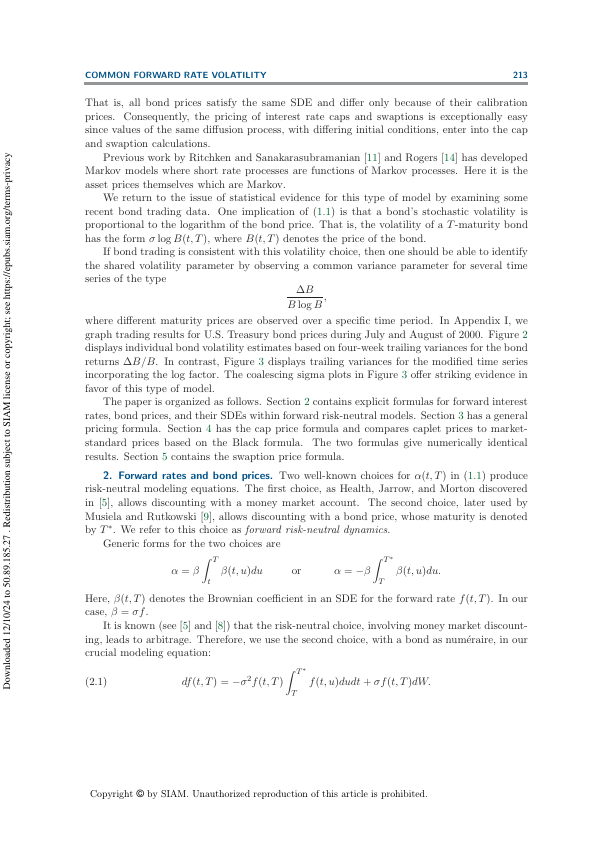 COMMON FORWARD RATE VOLATILITY 213
That is, all bond prices satisfy the same SDE and differ only because of their calibration
prices. Consequently, the pricing of interest rate caps and swaptions is exceptionally easy
since values of the same diffusion process, with differing initial conditions, enter into the cap
and swaption calculations.
Previous work by Ritchken and Sanakarasubramanian [11] and Rogers [14] has developed
Markov models where short rate processes are functions of Markov processes. Here it is the
asset prices themselves which are Markov.
We return to the issue of statistical evidence for this type of model by examining some
recent bond trading data. One implication of (1.1) is that a bond's stochastic volatility is
proportional to the logarithm of the bond price. That is, the volatility of a T-maturity bond
has the form σ log B(t, T), where B(t, T) denotes the price of the bond.
If bond trading is consistent with this volatility choice, then one should be able to identify
the shared volatility parameter by observing a common variance parameter for several time
series of the type
ΔB
B log B,
where different maturity prices are observed over a specific time period. In Appendix I, we
graph trading results for U.S. Treasury bond prices during July and August of 2000. Figure 2
displays individual bond volatility estimates based on four-week trailing variances for the bond
returns ΔB/B. In contrast, Figure 3 displays trailing variances for the modified time series
incorporating the log factor. The coalescing sigma plots in Figure 3 offer striking evidence in
favor of this type of model.
The paper is organized as follows. Section 2 contains explicit formulas for forward interest
rates, bond prices, and their SDEs within forward risk-neutral models. Section 3 has a general
pricing formula. Section 4 has the cap price formula and compares caplet prices to market-
standard prices based on the Black formula. The two formulas give numerically identical
results. Section 5 contains the swaption price formula.
2. Forward rates and bond prices. Two well-known choices for α(t, T) in (1.1) produce
risk-neutral modeling equations. The first choice, as Health, Jarrow, and Morton discovered
in [5], allows discounting with a money market account. The second choice, later used by
Musiela and Rutkowski [9], allows discounting with a bond price, whose maturity is denoted
by T*. We refer to this choice as forward risk-neutral dynamics.
Generic forms for the two choices are
α = β ∫_t^T β(t, u)du or α = −β ∫_T^{T*} β(t, u)du.
Here, β(t, T) denotes the Brownian coefficient in an SDE for the forward rate f(t, T). In our
case, β = σf.
It is known (see [5] and [8]) that the risk-neutral choice, involving money market discount-
ing, leads to arbitrage. Therefore, we use the second choice, with a bond as numéraire, in our
crucial modeling equation:
(2.1) df(t, T) = −σ²f(t, T) ∫_T^{T*} f(t, u)dudt + σf(t, T)dW.
Copyright © by SIAM. Unauthorized reproduction of this article is prohibited.
Downloaded 12/10/24 to 50.89.185.27 . Redistribution subject to SIAM license or copyright; see https://epubs.siam.org/terms-privacy